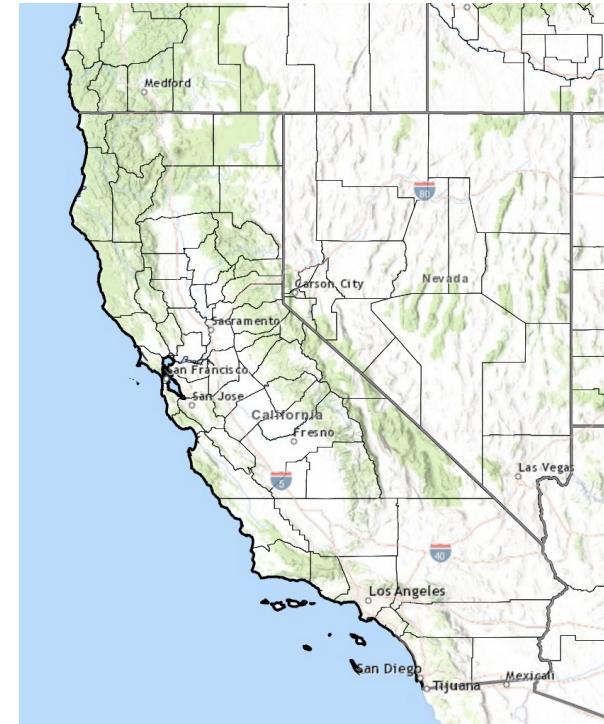 Medford
80
Carson City
Nevada
Sacramento
San Francisco
San Jose
California
Fresno
Las Vegas
5
40
Los Angeles
San Diego
Tijuana
Mexicali